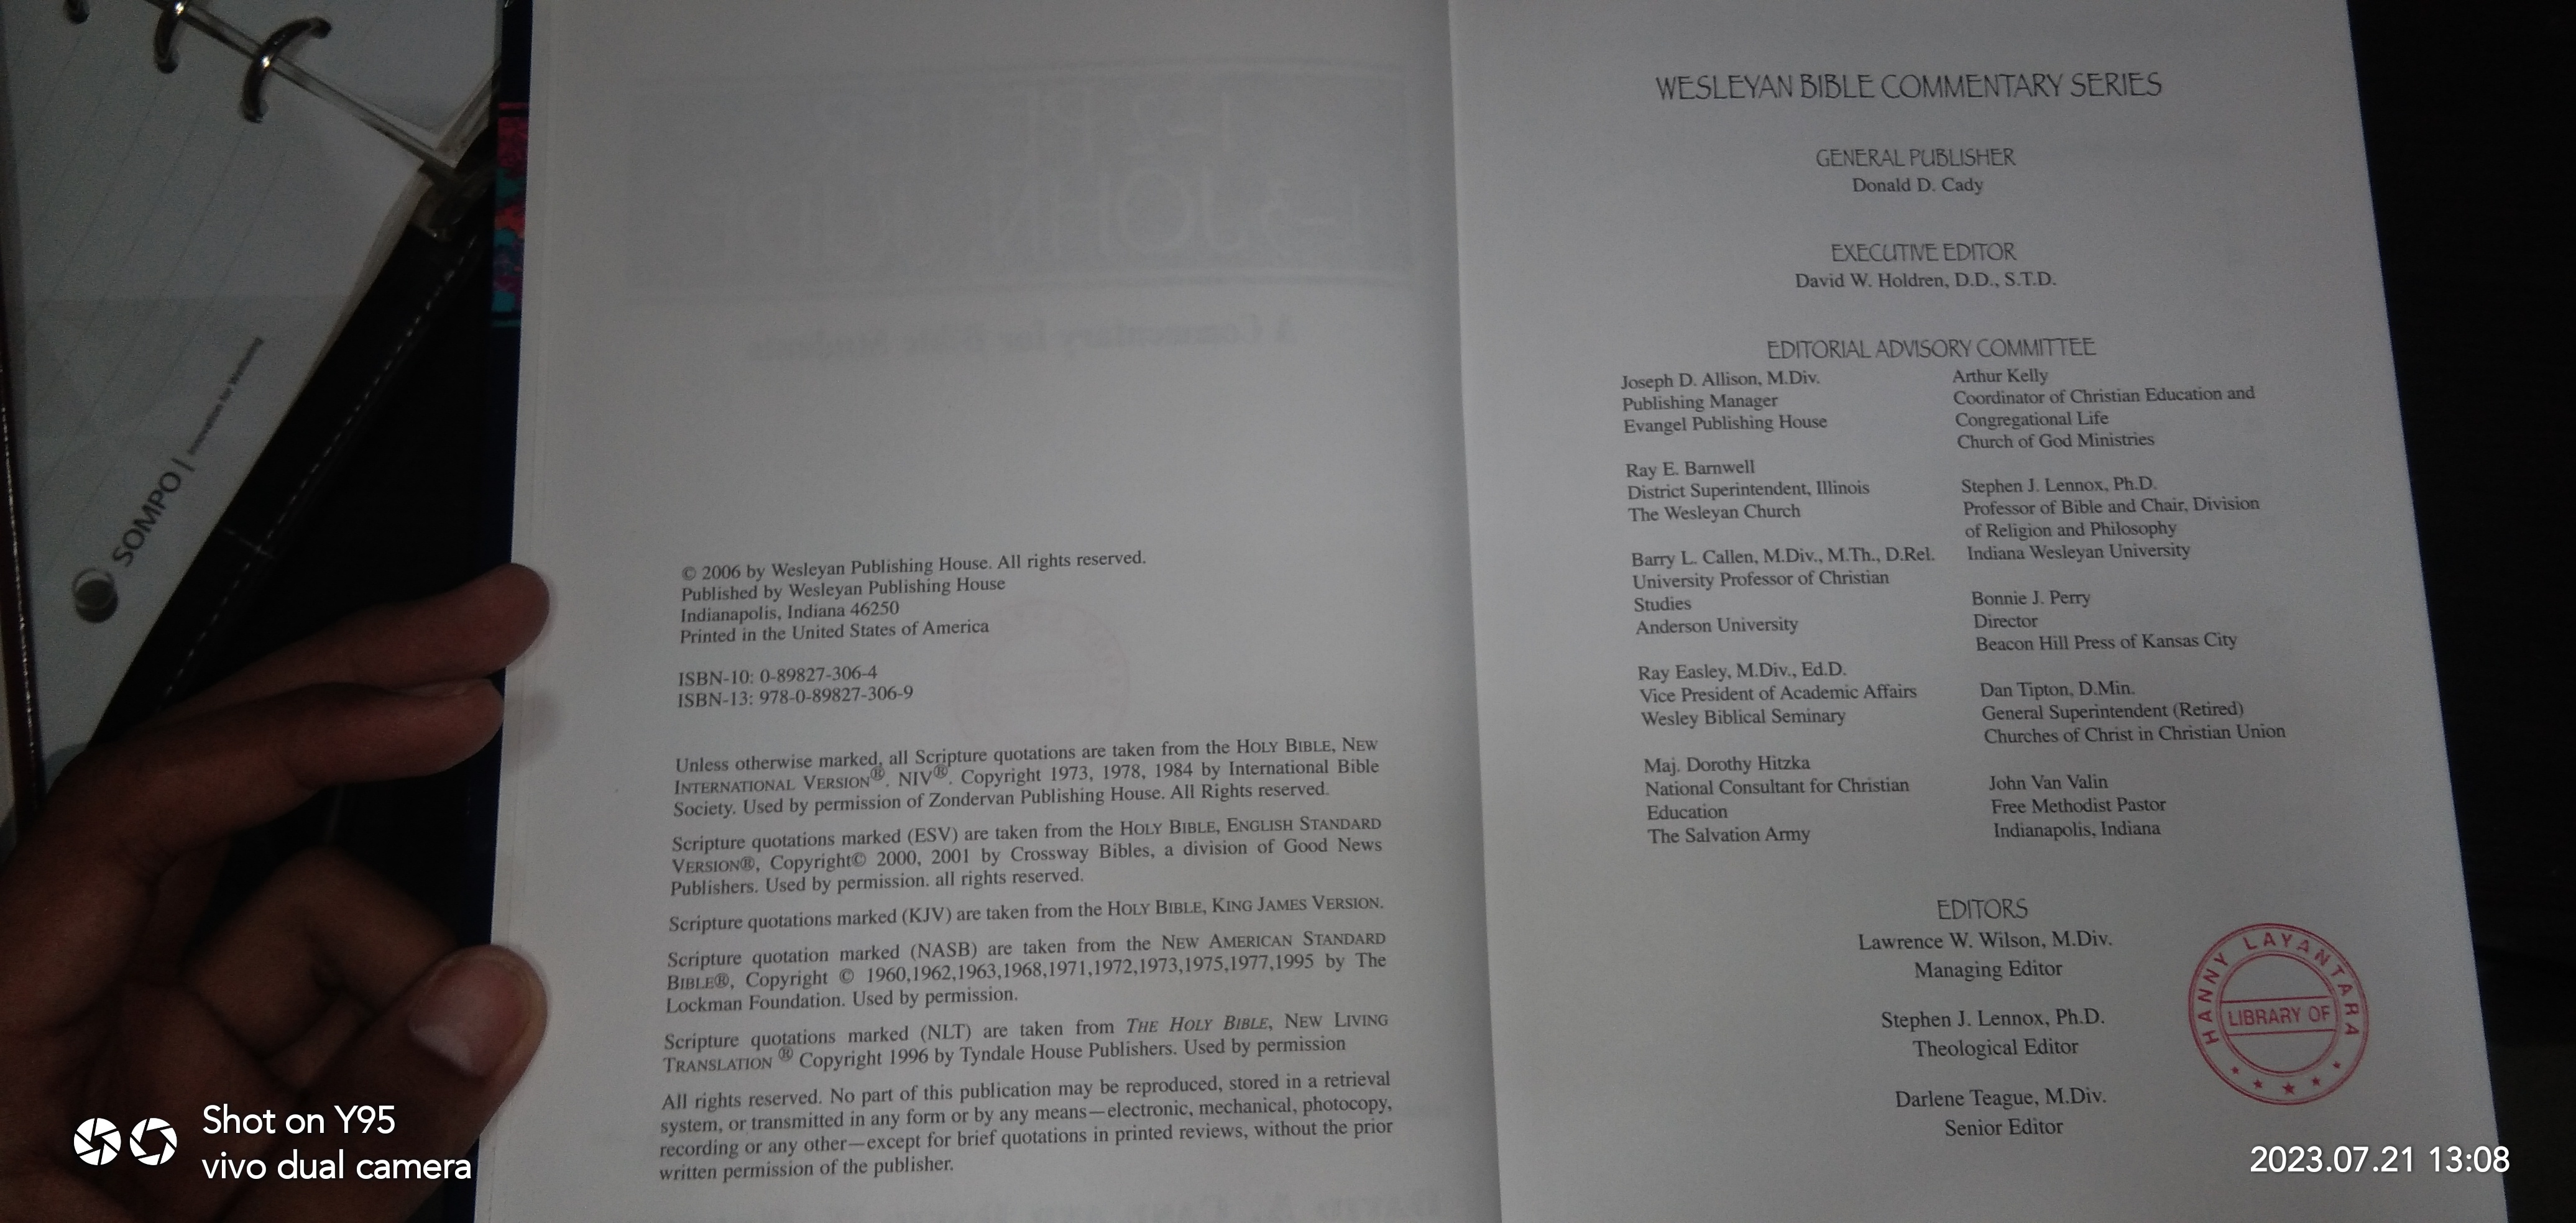 SOMPO | Innovation for Wellbeing
© 2006 by Wesleyan Publishing House. All rights reserved.
Published by Wesleyan Publishing House
Indianapolis, Indiana 46250
Printed in the United States of America
ISBN-10: 0-89827-306-4
ISBN-13: 978-0-89827-306-9
Unless otherwise marked, all Scripture quotations are taken from the HOLY BIBLE, NEW
INTERNATIONAL VERSION®. NIV®. Copyright 1973, 1978, 1984 by International Bible
Society. Used by permission of Zondervan Publishing House. All Rights reserved.
Scripture quotations marked (ESV) are taken from the HOLY BIBLE, ENGLISH STANDARD
VERSION®, Copyright© 2000, 2001 by Crossway Bibles, a division of Good News
Publishers. Used by permission. all rights reserved.
Scripture quotations marked (KJV) are taken from the HOLY BIBLE, KING JAMES VERSION.
Scripture quotation marked (NASB) are taken from the NEW AMERICAN STANDARD
BIBLE®, Copyright © 1960,1962,1963,1968,1971,1972,1973,1975,1977,1995 by The
Lockman Foundation. Used by permission.
Scripture quotations marked (NLT) are taken from THE HOLY BIBLE, NEW LIVING
TRANSLATION ® Copyright 1996 by Tyndale House Publishers. Used by permission
All rights reserved. No part of this publication may be reproduced, stored in a retrieval
system, or transmitted in any form or by any means—electronic, mechanical, photocopy,
recording or any other—except for brief quotations in printed reviews, without the prior
written permission of the publisher.
WESLEYAN BIBLE COMMENTARY SERIES
GENERAL PUBLISHER
Donald D. Cady
EXECUTIVE EDITOR
David W. Holdren, D.D., S.T.D.
EDITORIAL ADVISORY COMMITTEE
Joseph D. Allison, M.Div.
Publishing Manager
Evangel Publishing House
Ray E. Barnwell
District Superintendent, Illinois
The Wesleyan Church
Barry L. Callen, M.Div., M.Th., D.Rel.
University Professor of Christian
Studies
Anderson University
Ray Easley, M.Div., Ed.D.
Vice President of Academic Affairs
Wesley Biblical Seminary
Maj. Dorothy Hitzka
National Consultant for Christian
Education
The Salvation Army
Arthur Kelly
Coordinator of Christian Education and
Congregational Life
Church of God Ministries
Stephen J. Lennox, Ph.D.
Professor of Bible and Chair, Division
of Religion and Philosophy
Indiana Wesleyan University
Bonnie J. Perry
Director
Beacon Hill Press of Kansas City
Dan Tipton, D.Min.
General Superintendent (Retired)
Churches of Christ in Christian Union
John Van Valin
Free Methodist Pastor
Indianapolis, Indiana
EDITORS
Lawrence W. Wilson, M.Div.
Managing Editor
Stephen J. Lennox, Ph.D.
Theological Editor
Darlene Teague, M.Div.
Senior Editor
HANNY LAYANTARA
LIBRARY OF
Shot on Y95
vivo dual camera
2023.07.21 13:08